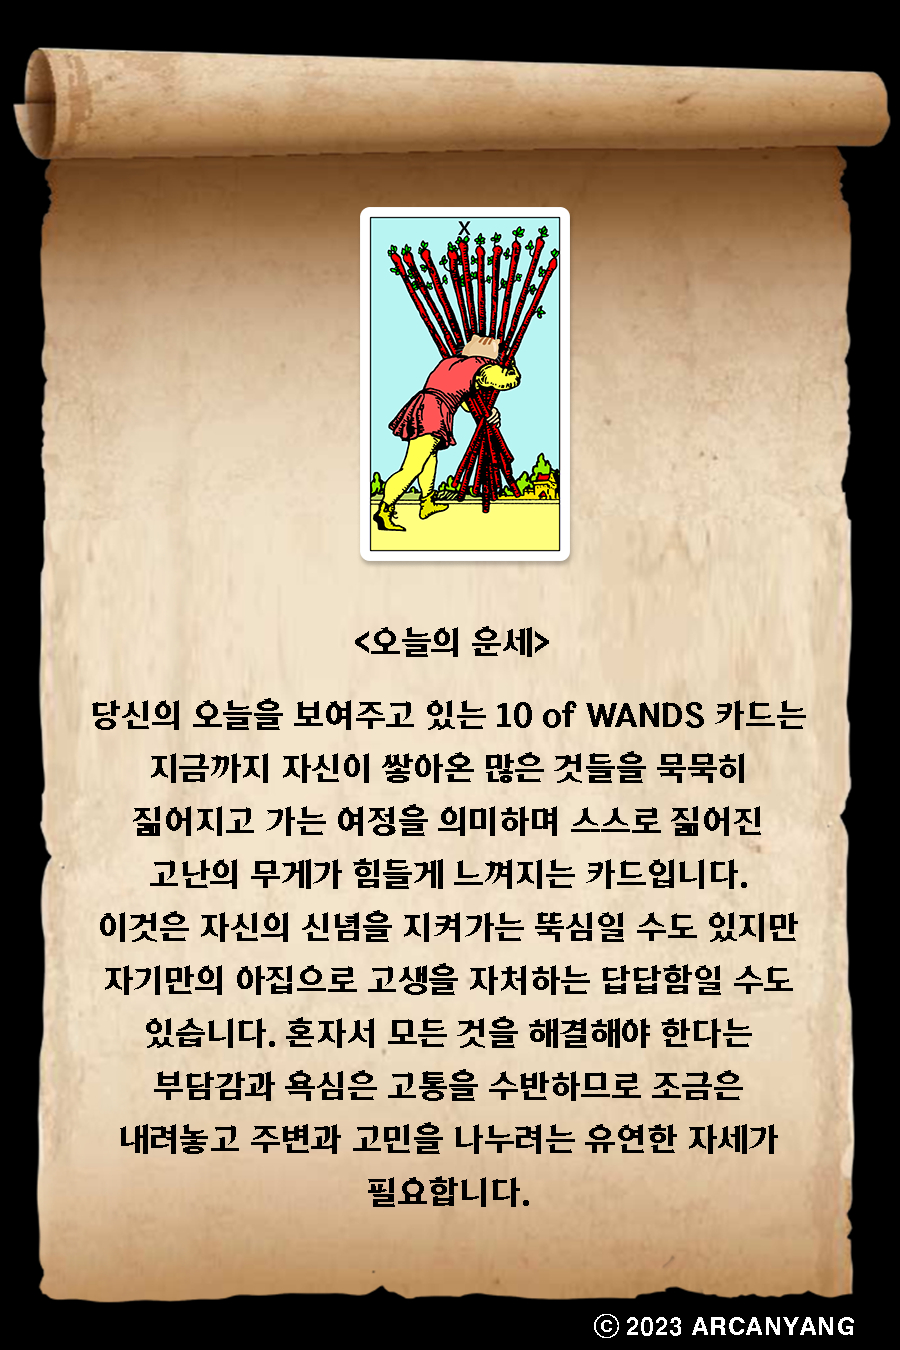 X
<오늘의 운세>
당신의 오늘을 보여주고 있는 10 of WANDS 카드는
지금까지 자신이 쌓아온 많은 것들을 묵묵히
짊어지고 가는 여정을 의미하며 스스로 짊어진
고난의 무게가 힘들게 느껴지는 카드입니다.
이것은 자신의 신념을 지켜가는 뚝심일 수도 있지만
자기만의 아집으로 고생을 자처하는 답답함일 수도
있습니다. 혼자서 모든 것을 해결해야 한다는
부담감과 욕심은 고통을 수반하므로 조금은
내려놓고 주변과 고민을 나누려는 유연한 자세가
필요합니다.
© 2023 ARCANYANG